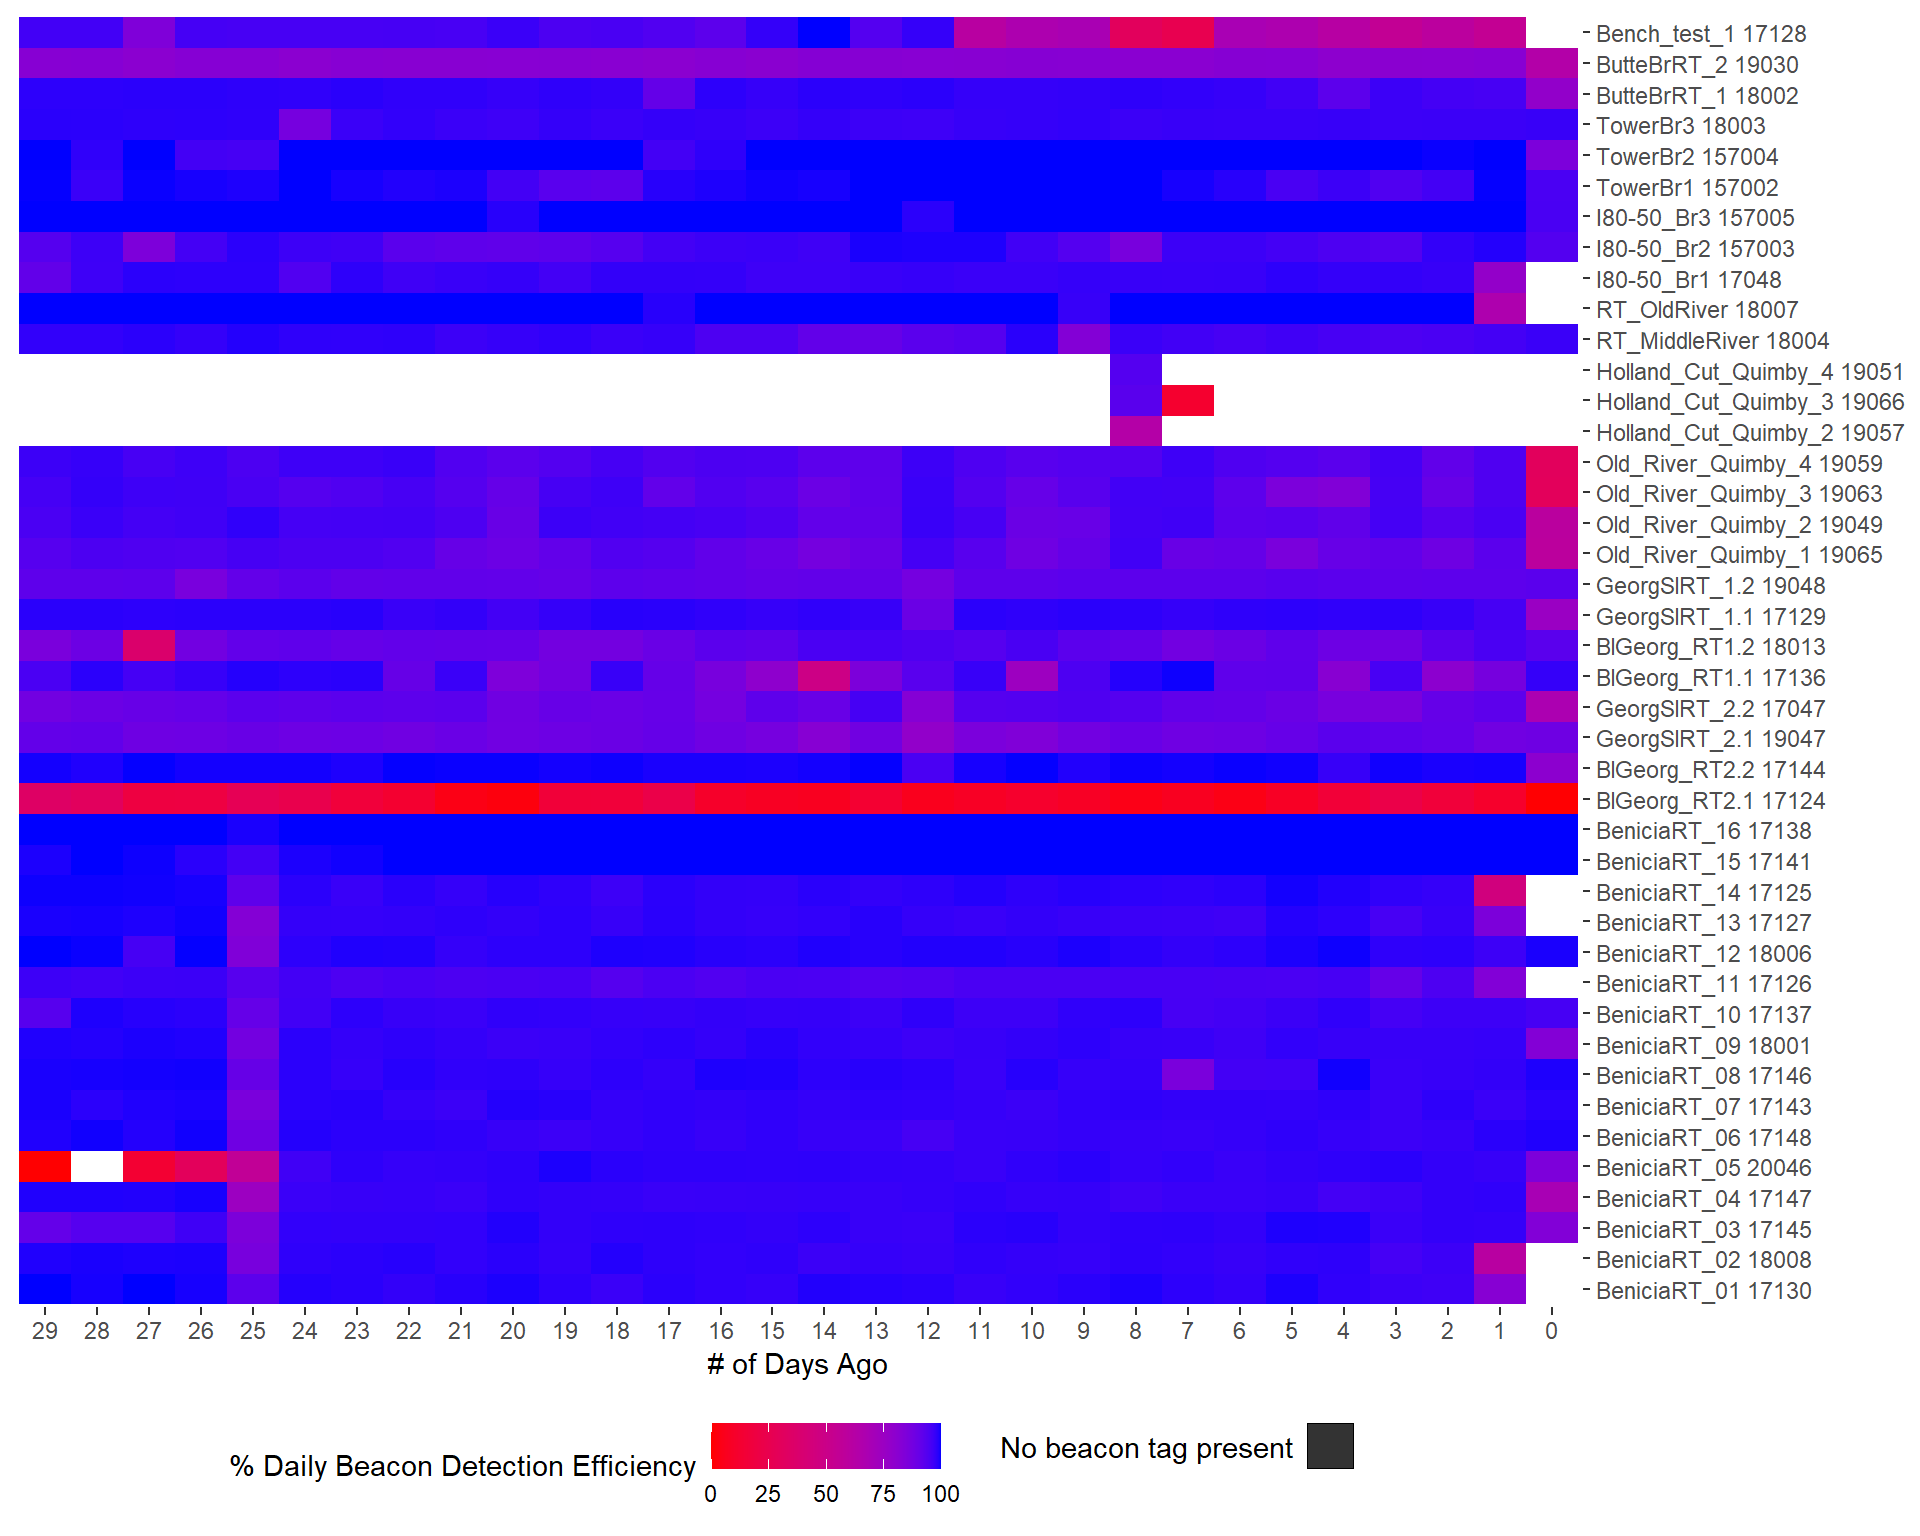 Bench_test_1 17128
ButteBrRT_2 19030
ButteBrRT_1 18002
TowerBr3 18003
TowerBr2 157004
TowerBr1 157002
I80-50_Br3 157005
I80-50_Br2 157003
I80-50_Br1 17048
RT_OldRiver 18007
RT_MiddleRiver 18004
Holland_Cut_Quimby_4 19051
Holland_Cut_Quimby_3 19066
Holland_Cut_Quimby_2 19057
Old_River_Quimby_4 19059
Old_River_Quimby_3 19063
Old_River_Quimby_2 19049
Old_River_Quimby_1 19065
GeorgSlRT_1.2 19048
GeorgSlRT_1.1 17129
BlGeorg_RT1.2 18013
BlGeorg_RT1.1 17136
GeorgSlRT_2.2 17047
GeorgSlRT_2.1 19047
BlGeorg_RT2.2 17144
BlGeorg_RT2.1 17124
BeniciaRT_16 17138
BeniciaRT_15 17141
BeniciaRT_14 17125
BeniciaRT_13 17127
BeniciaRT_12 18006
BeniciaRT_11 17126
BeniciaRT_10 17137
BeniciaRT_09 18001
BeniciaRT_08 17146
BeniciaRT_07 17143
BeniciaRT_06 17148
BeniciaRT_05 20046
BeniciaRT_04 17147
BeniciaRT_03 17145
BeniciaRT_02 18008
BeniciaRT_01 17130
29 28 27 26 25 24 23 22 21 20 19 18 17 16 15 14 13 12 11 10 9 8 7 6 5 4 3 2 1 0
# of Days Ago
% Daily Beacon Detection Efficiency
0 25 50 75 100
No beacon tag present